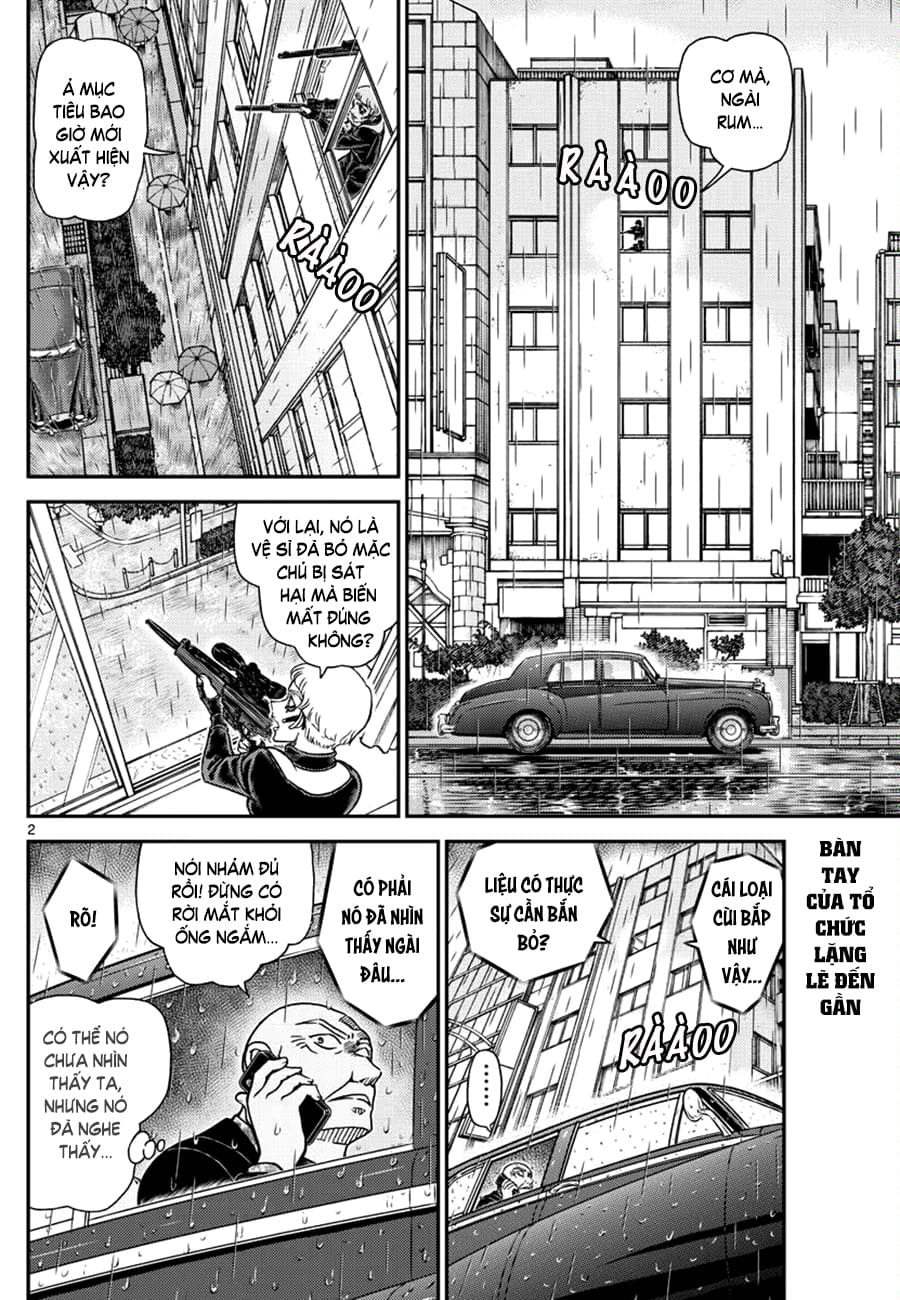 CƠ MÀ,
NGÀI
RUM...
RÀÀOO
Ả MỤC
TIÊU BAO
GIỜ MỚI
XUẤT HIỆN
VẬY?
RÀÀOO
VỚI LẠI, NÓ LÀ
VỆ SĨ ĐÃ BỎ MẶC
CHỦ BỊ SÁT
HẠI MÀ BIẾN
MẤT ĐÚNG
KHÔNG?
2
BÀN
TAY
CỦA TỔ
CHỨC
LẶNG
LẼ ĐẾN
GẦN
CÁI LOẠI
CÙI BẮP
NHƯ
VẬY...
LIỆU CÓ THỰC
SỰ CẦN BẮN
BỎ?
RÀÀOO
......
CÓ PHẢI
NÓ ĐÃ NHÌN
THẤY NGÀI
ĐÂU...
NÓI NHẢM ĐỦ
RỒI! ĐỪNG CÓ
RỜI MẮT KHỎI
ỐNG NGẮM...
RÕ!
CÓ THỂ NÓ
CHƯA NHÌN
THẤY TA,
NHƯNG NÓ
ĐÃ NGHE
THẤY...